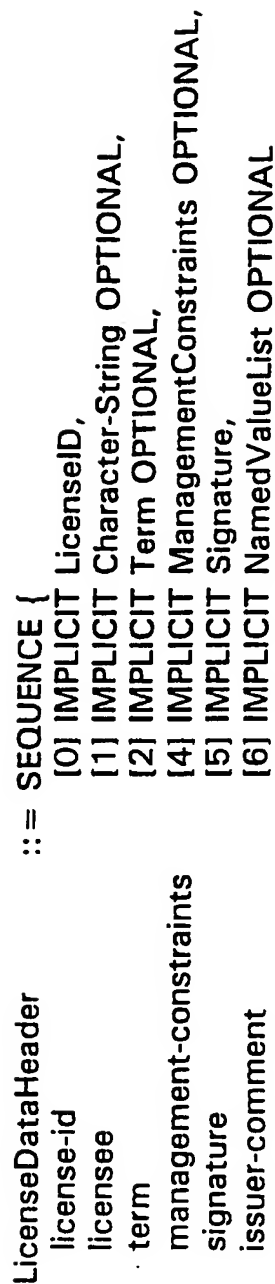 LicenseDataHeader ::= SEQUENCE {
license-id [0] IMPLICIT LicenseID,
licensee [1] IMPLICIT Character-String OPTIONAL,
term [2] IMPLICIT Term OPTIONAL,
management-constraints [4] IMPLICIT ManagementConstraints OPTIONAL,
signature [5] IMPLICIT Signature,
issuer-comment [6] IMPLICIT NamedValueList OPTIONAL